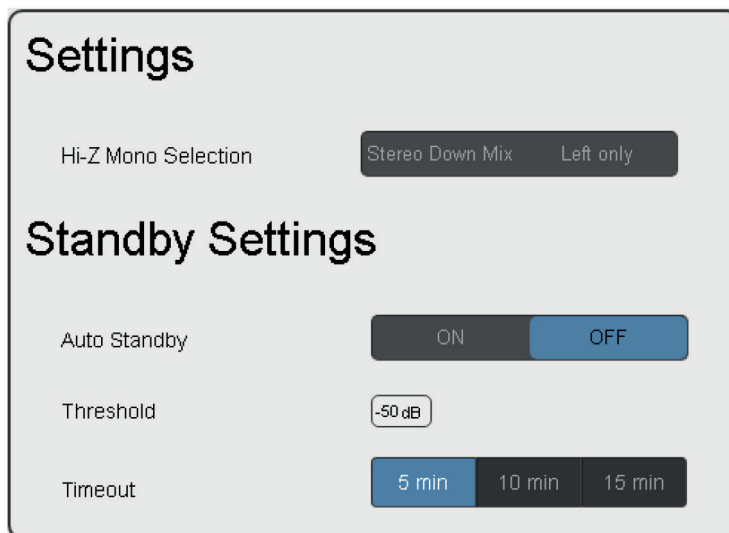 Settings
Hi-Z Mono Selection Stereo Down Mix Left only
Standby Settings
Auto Standby ON OFF
Threshold -50 dB
Timeout 5 min 10 min 15 min